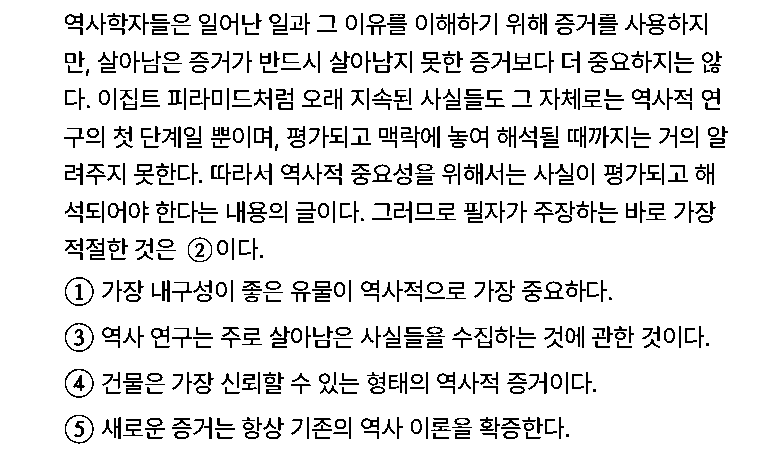 역사학자들은 일어난 일과 그 이유를 이해하기 위해 증거를 사용하지
만, 살아남은 증거가 반드시 살아남지 못한 증거보다 더 중요하지는 않
다. 이집트 피라미드처럼 오래 지속된 사실들도 그 자체로는 역사적 연
구의 첫 단계일 뿐이며, 평가되고 맥락에 놓여 해석될 때까지는 거의 알
려주지 못한다. 따라서 역사적 중요성을 위해서는 사실이 평가되고 해
석되어야 한다는 내용의 글이다. 그러므로 필자가 주장하는 바로 가장
적절한 것은 ②이다.
① 가장 내구성이 좋은 유물이 역사적으로 가장 중요하다.
③ 역사 연구는 주로 살아남은 사실들을 수집하는 것에 관한 것이다.
④ 건물은 가장 신뢰할 수 있는 형태의 역사적 증거이다.
⑤ 새로운 증거는 항상 기존의 역사 이론을 확증한다.